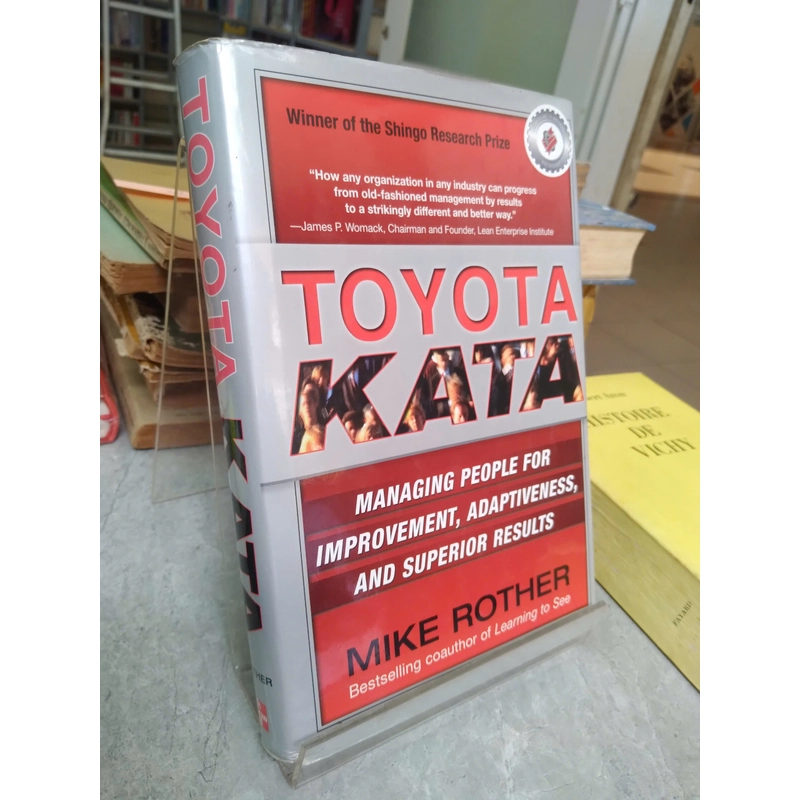 Winner of the Shingo Research Prize
"How any organization in any industry can progress
from old-fashioned management by results
to a strikingly different and better way."
—James P. Womack, Chairman and Founder, Lean Enterprise Institute
TOYOTA
KATA
MANAGING PEOPLE FOR
IMPROVEMENT, ADAPTIVENESS,
AND SUPERIOR RESULTS
MIKE ROTHER
Bestselling coauthor of Learning to See
TOYOTA KATA
HISTOIRE
DE
VICHY
FAYARD